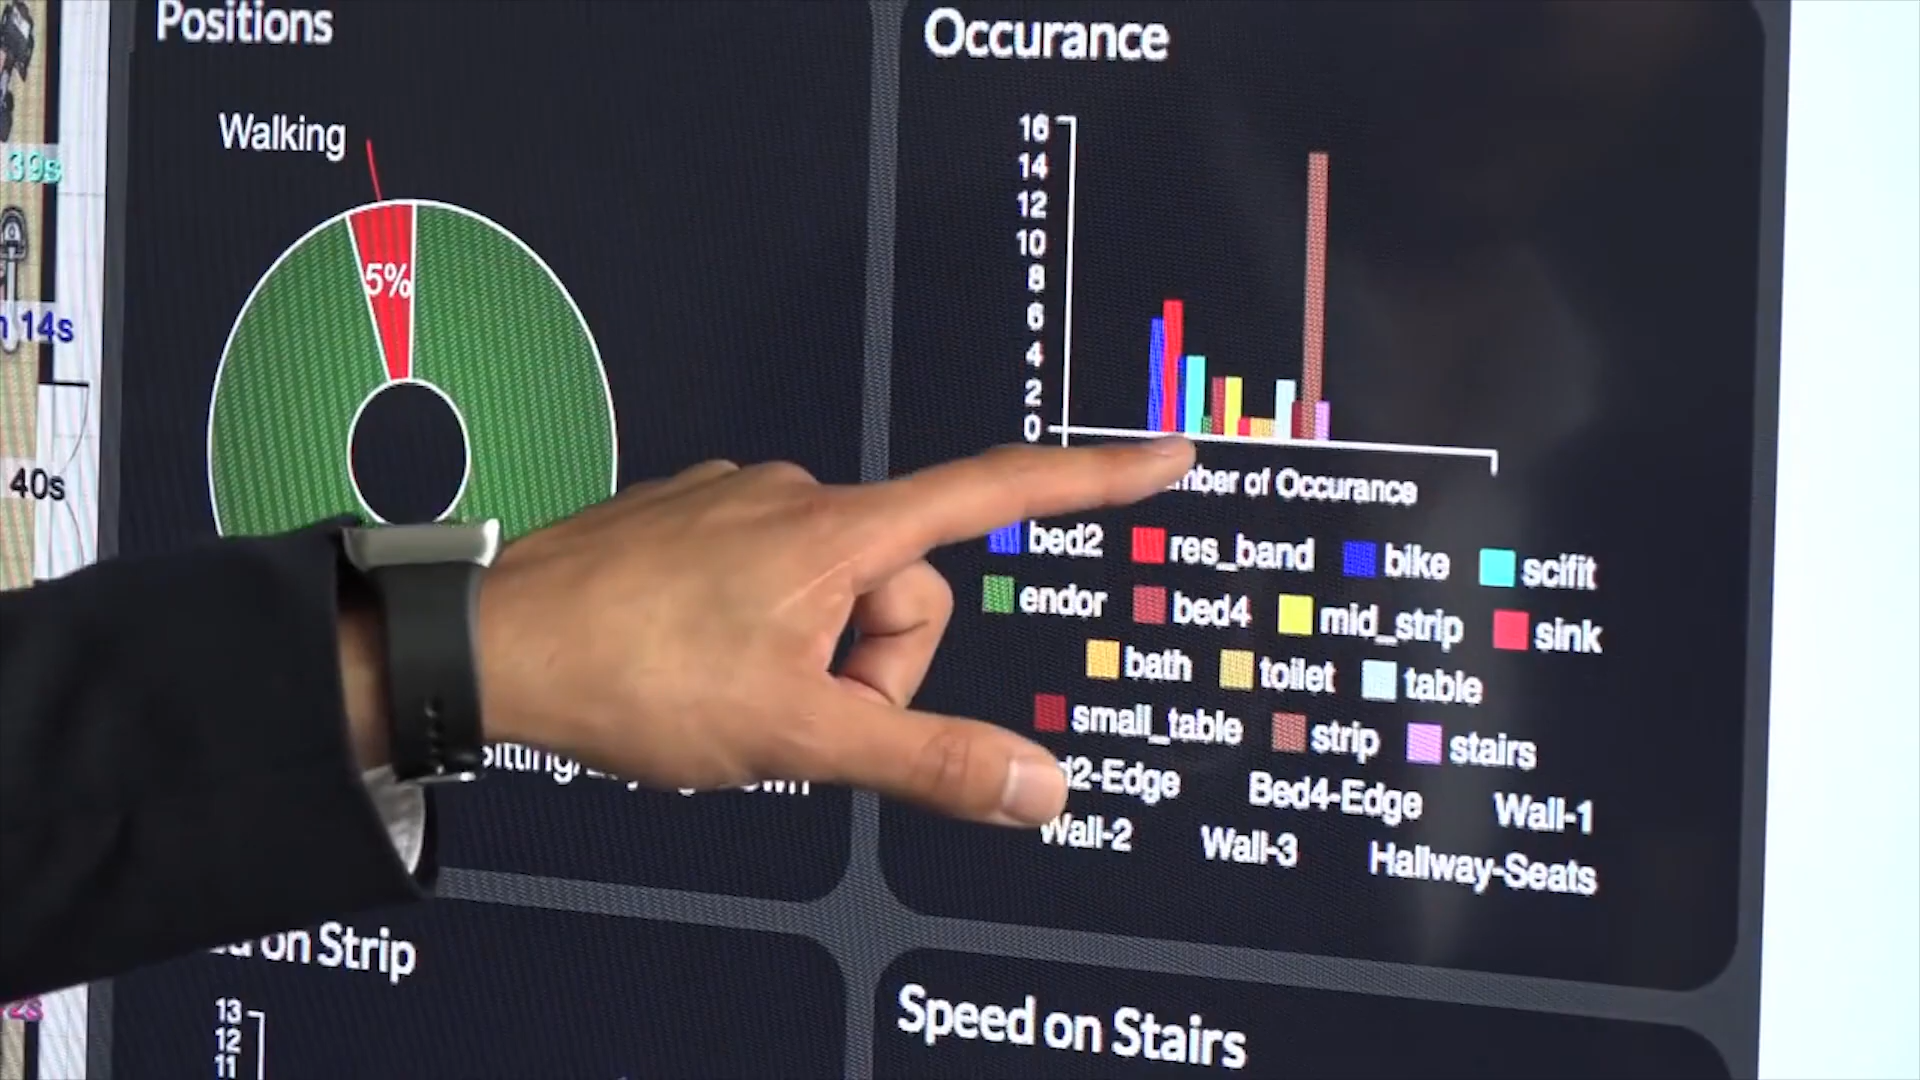 Positions
Walking
5%
39s
14s
40s
Occurance
16
14
12
10
8
6
4
2
0
of Occurance
bed2 res_band bike scifit
endor bed4 mid_strip sink
bath toilet table
small_table strip stairs
Bed4-Edge Wall-1
Wall-2 Wall-3 Hallway-Seats
on Strip
13
12
11
Speed on Stairs